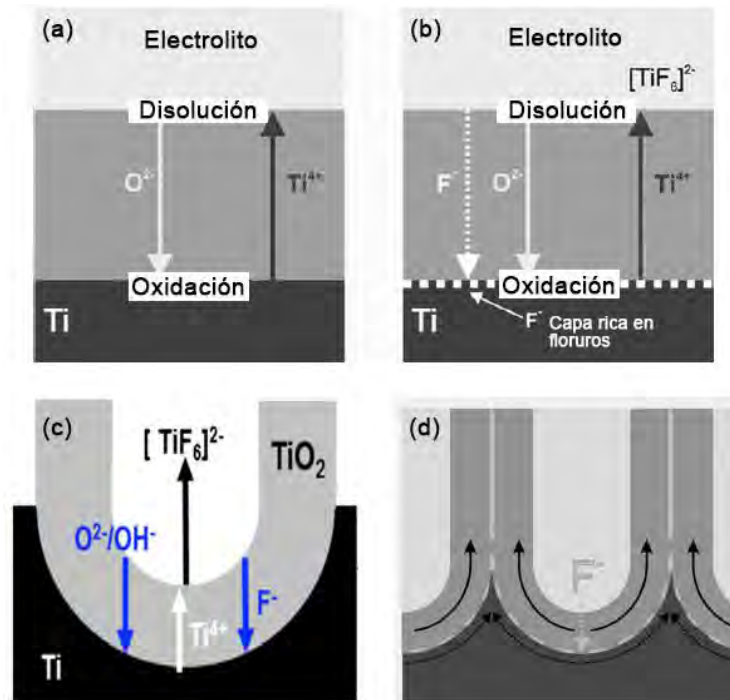 (a)
Electrolito
Disolución
O²⁻
Ti⁴⁺
Oxidación
Ti
(b)
Electrolito
[TiF₆]²⁻
Disolución
F⁻
O²⁻
Ti⁴⁺
Oxidación
Ti
F⁻ Capa rica en
floruros
(c)
[ TiF₆]²⁻
TiO₂
O²⁻/OH⁻
F⁻
Ti⁴⁺
Ti
(d)
F⁻